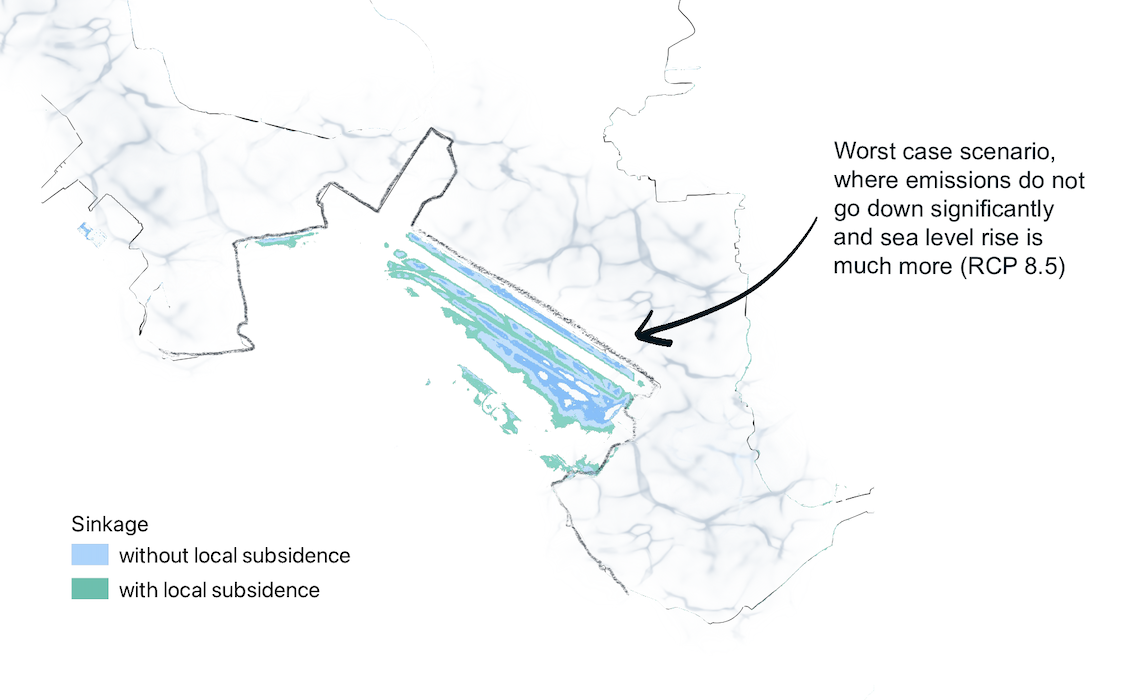 Worst case scenario,
where emissions do not
go down significantly
and sea level rise is
much more (RCP 8.5)
Sinkage
without local subsidence
with local subsidence